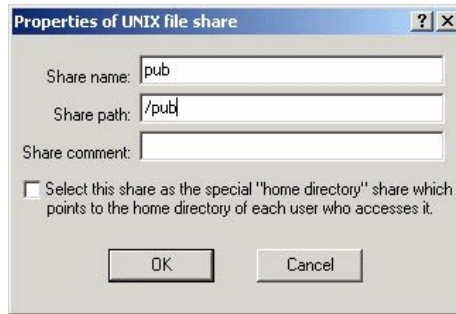 Properties of UNIX file share
Share name: pub
Share path: /pub
Share comment:
Select this share as the special "home directory" share which
points to the home directory of each user who accesses it.
OK Cancel